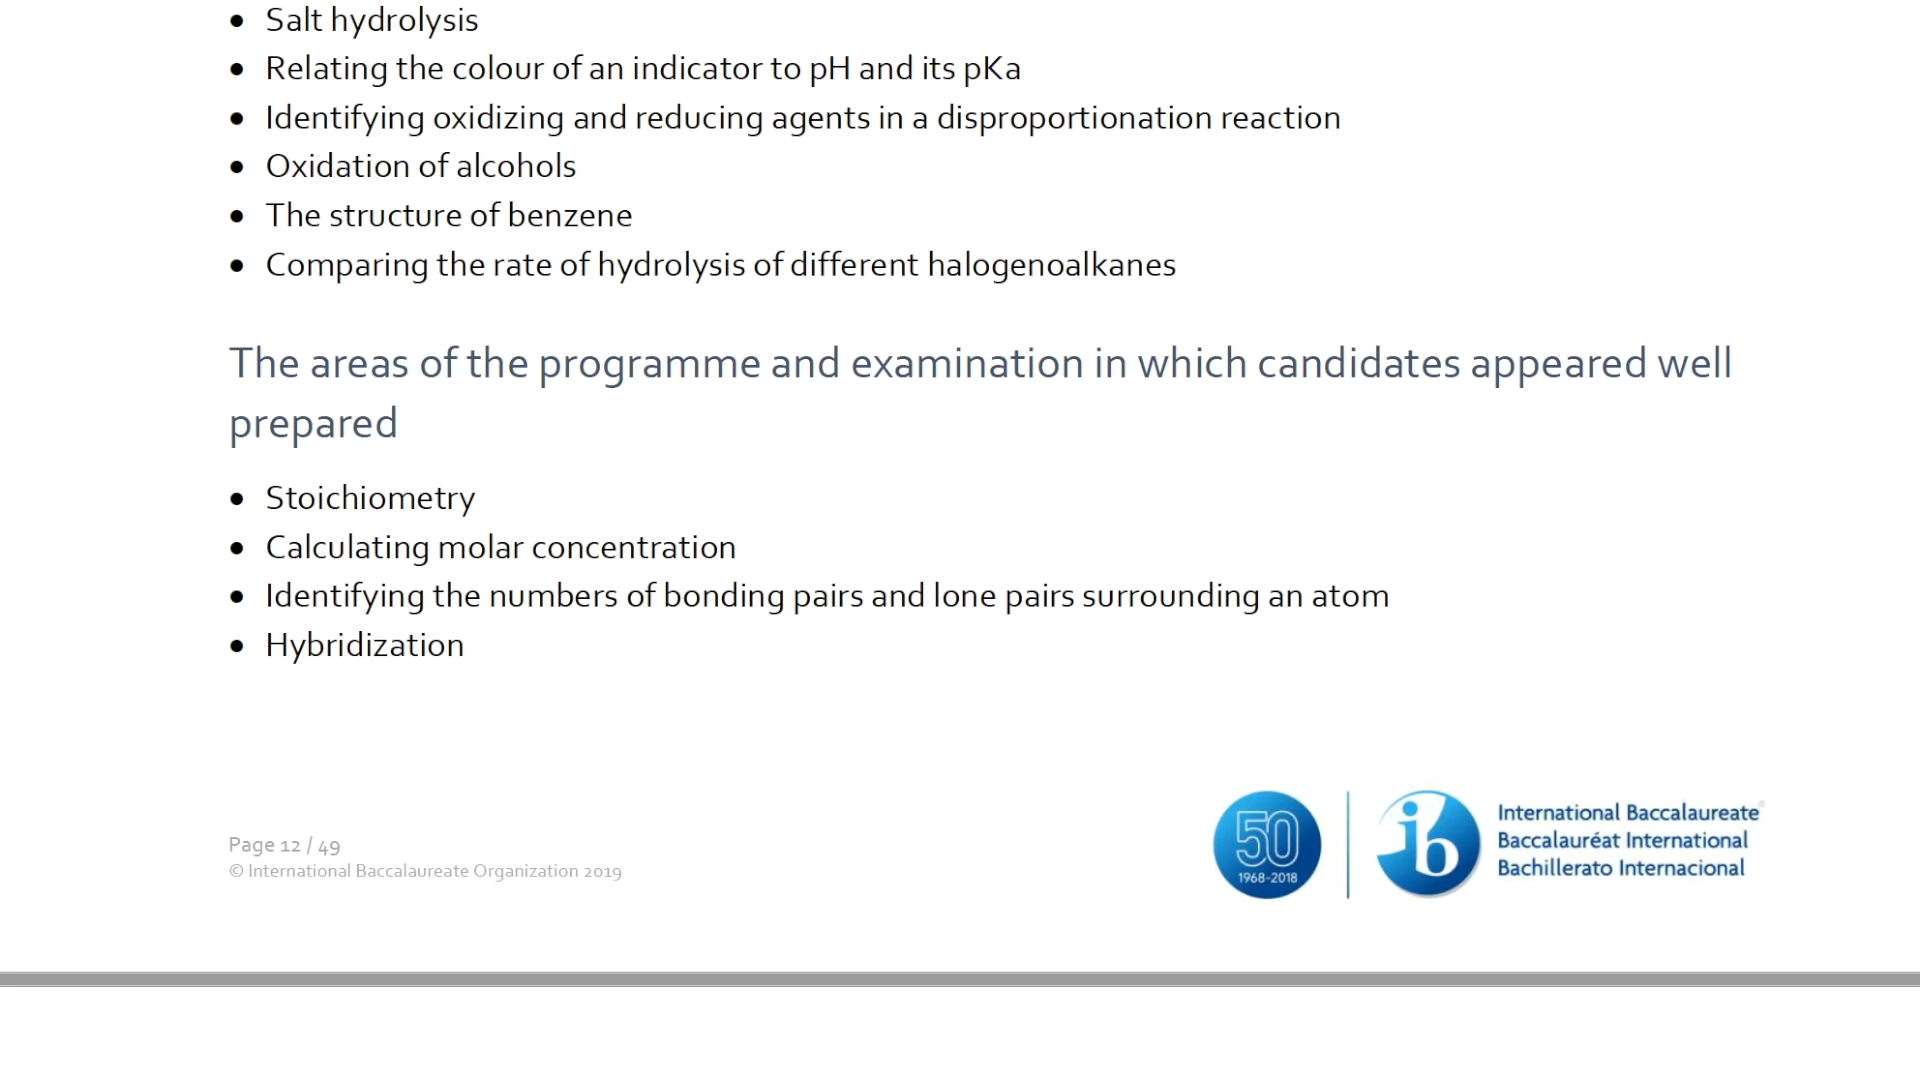 • Salt hydrolysis
• Relating the colour of an indicator to pH and its pKa
• Identifying oxidizing and reducing agents in a disproportionation reaction
• Oxidation of alcohols
• The structure of benzene
• Comparing the rate of hydrolysis of different halogenoalkanes
The areas of the programme and examination in which candidates appeared well
prepared
• Stoichiometry
• Calculating molar concentration
• Identifying the numbers of bonding pairs and lone pairs surrounding an atom
• Hybridization
Page 12 / 49
© International Baccalaureate Organization 2019
50
1968-2018
ib
International Baccalaureate®
Baccalauréat International
Bachillerato Internacional